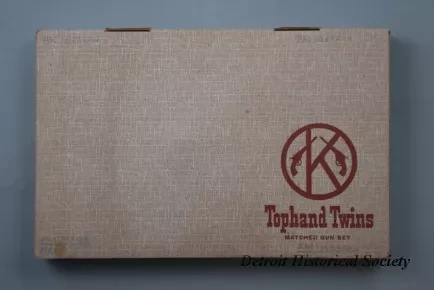 K
Tophand Twins
MATCHED GUN SET
Detroit Historical Society